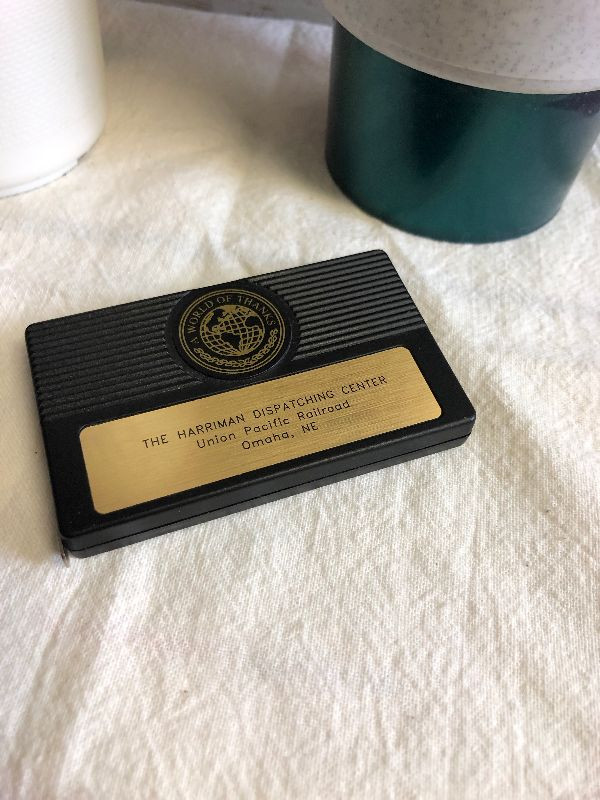 A WORLD OF THANKS
THE HARRIMAN DISPATCHING CENTER
Union Pacific Railroad
Omaha, NE